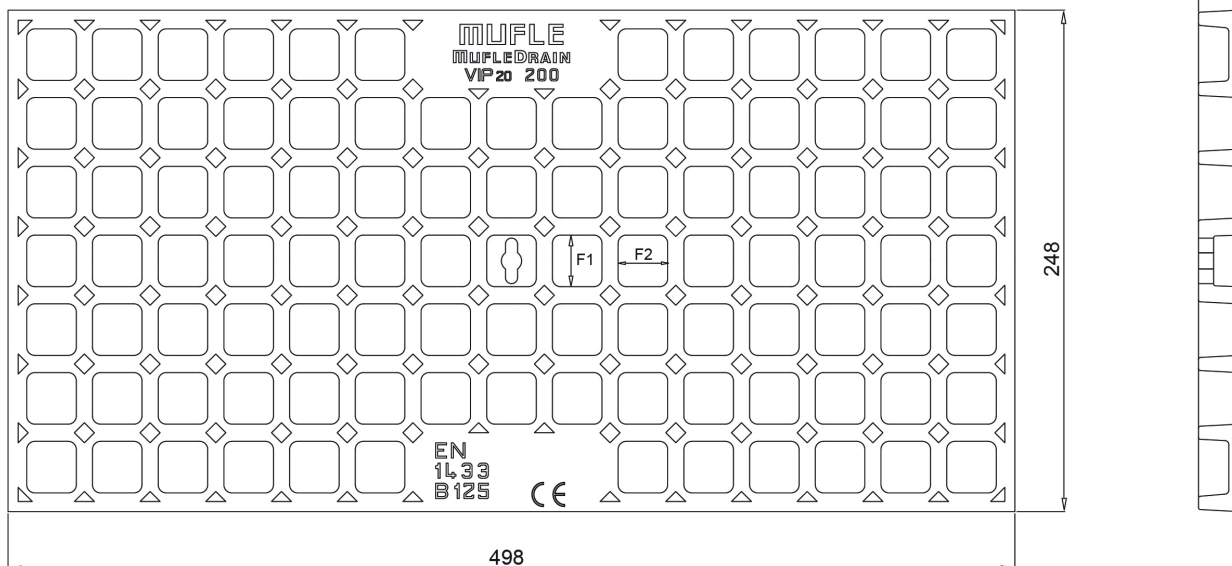 MUFLE
MUFLEDRAIN
VIP20 200
F1
F2
248
EN
1433
B125
CE
498